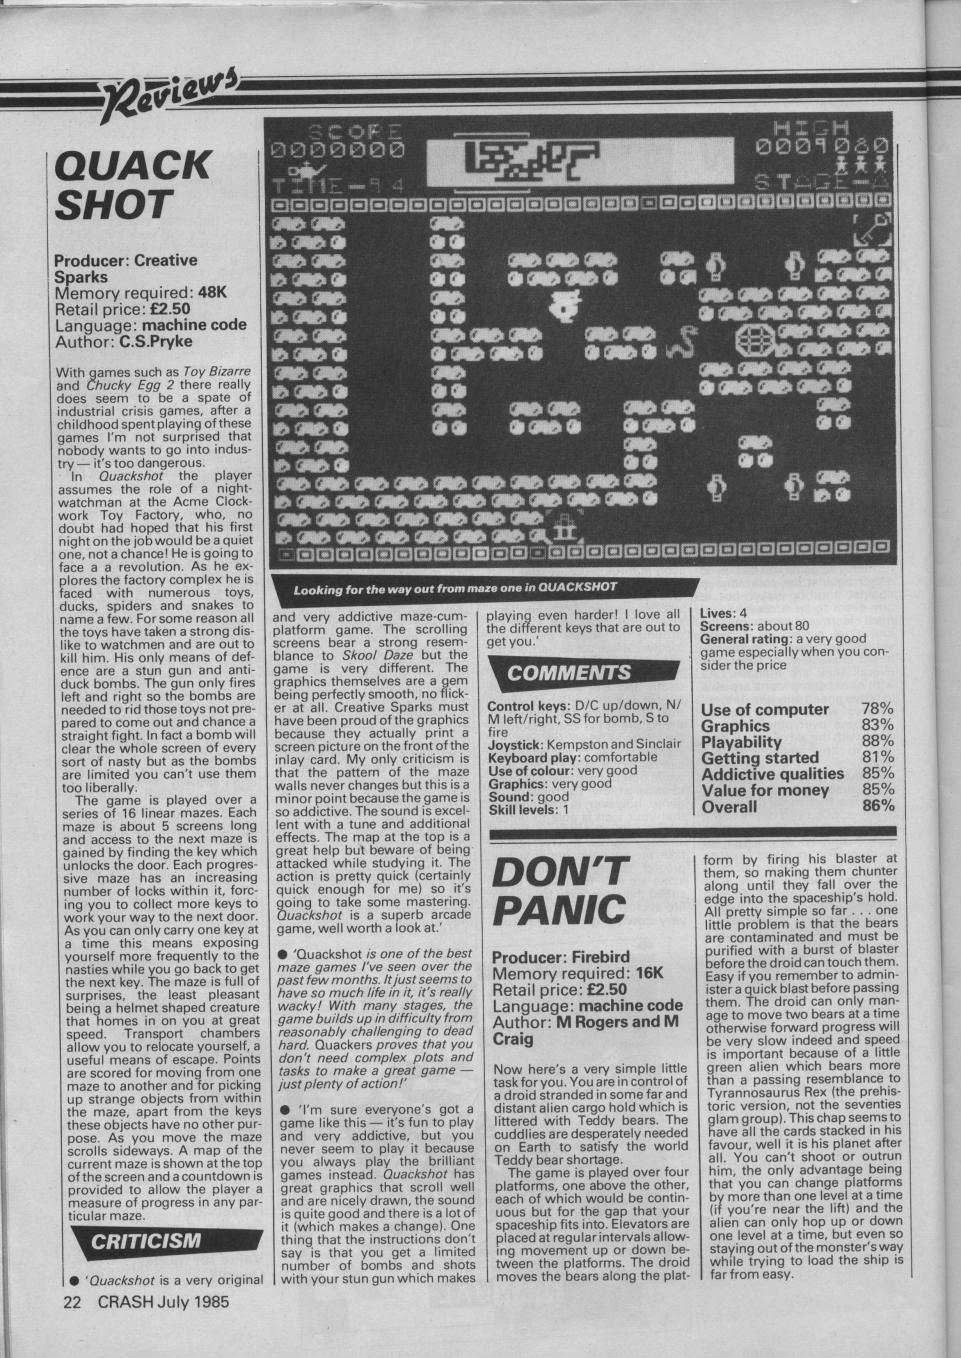 Reviews
QUACK
SHOT
Producer: Creative
Sparks
Memory required: 48K
Retail price: £2.50
Language: machine code
Author: C.S.Pryke
With games such as Toy Bizarre
and Chucky Egg 2 there really
does seem to be a spate of
industrial crisis games, after a
childhood spent playing of these
games I'm not surprised that
nobody wants to go into indus-
try — it's too dangerous.
In Quackshot the player
assumes the role of a night-
watchman at the Acme Clock-
work Toy Factory, who, no
doubt had hoped that his first
night on the job would be a quiet
one, not a chance! He is going to
face a a revolution. As he ex-
plores the factory complex he is
faced with numerous toys,
ducks, spiders and snakes to
name a few. For some reason all
the toys have taken a strong dis-
like to watchmen and are out to
kill him. His only means of def-
ence are a stun gun and anti-
duck bombs. The gun only fires
left and right so the bombs are
needed to rid those toys not pre-
pared to come out and chance a
straight fight. In fact a bomb will
clear the whole screen of every
sort of nasty but as the bombs
are limited you can't use them
too liberally.
The game is played over a
series of 16 linear mazes. Each
maze is about 5 screens long
and access to the next maze is
gained by finding the key which
unlocks the door. Each progres-
sive maze has an increasing
number of locks within it, forc-
ing you to collect more keys to
work your way to the next door.
As you can only carry one key at
a time this means exposing
yourself more frequently to the
nasties while you go back to get
the next key. The maze is full of
surprises, the least pleasant
being a helmet shaped creature
that homes in on you at great
speed. Transport chambers
allow you to relocate yourself, a
useful means of escape. Points
are scored for moving from one
maze to another and for picking
up strange objects from within
the maze, apart from the keys
these objects have no other pur-
pose. As you move the maze
scrolls sideways. A map of the
current maze is shown at the top
of the screen and a countdown is
provided to allow the player a
measure of progress in any par-
ticular maze.
CRITICISM
● 'Quackshot is a very original
SCORE
0000000
TIME-94
HIGH
0009080
STAGE-A
Looking for the way out from maze one in QUACKSHOT
and very addictive maze-cum-
platform game. The scrolling
screens bear a strong resem-
blance to Skool Daze but the
game is very different. The
graphics themselves are a gem
being perfectly smooth, no flick-
er at all. Creative Sparks must
have been proud of the graphics
because they actually print a
screen picture on the front of the
inlay card. My only criticism is
that the pattern of the maze
walls never changes but this is a
minor point because the game is
so addictive. The sound is excel-
lent with a tune and additional
effects. The map at the top is a
great help but beware of being
attacked while studying it. The
action is pretty quick (certainly
quick enough for me) so it's
going to take some mastering.
Quackshot is a superb arcade
game, well worth a look at.'
● 'Quackshot is one of the best
maze games I've seen over the
past few months. It just seems to
have so much life in it, it's really
wacky! With many stages, the
game builds up in difficulty from
reasonably challenging to dead
hard. Quackers proves that you
don't need complex plots and
tasks to make a great game —
just plenty of action!'
● 'I'm sure everyone's got a
game like this — it's fun to play
and very addictive, but you
never seem to play it because
you always play the brilliant
games instead. Quackshot has
great graphics that scroll well
and are nicely drawn, the sound
is quite good and there is a lot of
it (which makes a change). One
thing that the instructions don't
say is that you get a limited
number of bombs and shots
with your stun gun which makes
playing even harder! I love all
the different keys that are out to
get you.'
COMMENTS
Control keys: D/C up/down, N/
M left/right, SS for bomb, S to
fire
Joystick: Kempston and Sinclair
Keyboard play: comfortable
Use of colour: very good
Graphics: very good
Sound: good
Skill levels: 1
Lives: 4
Screens: about 80
General rating: a very good
game especially when you con-
sider the price
Use of computer 78%
Graphics 83%
Playability 88%
Getting started 81%
Addictive qualities 85%
Value for money 85%
Overall 86%
DON'T
PANIC
Producer: Firebird
Memory required: 16K
Retail price: £2.50
Language: machine code
Author: M Rogers and M
Craig
Now here's a very simple little
task for you. You are in control of
a droid stranded in some far and
distant alien cargo hold which is
littered with Teddy bears. The
cuddlies are desperately needed
on Earth to satisfy the world
Teddy bear shortage.
The game is played over four
platforms, one above the other,
each of which would be contin-
uous but for the gap that your
spaceship fits into. Elevators are
placed at regular intervals allow-
ing movement up or down be-
tween the platforms. The droid
moves the bears along the plat-
form by firing his blaster at
them, so making them chunter
along until they fall over the
edge into the spaceship's hold.
All pretty simple so far . . . one
little problem is that the bears
are contaminated and must be
purified with a burst of blaster
before the droid can touch them.
Easy if you remember to admin-
ister a quick blast before passing
them. The droid can only man-
age to move two bears at a time
otherwise forward progress will
be very slow indeed and speed
is important because of a little
green alien which bears more
than a passing resemblance to
Tyrannosaurus Rex (the prehis-
toric version, not the seventies
glam group). This chap seems to
have all the cards stacked in his
favour, well it is his planet after
all. You can't shoot or outrun
him, the only advantage being
that you can change platforms
by more than one level at a time
(if you're near the lift) and the
alien can only hop up or down
one level at a time, but even so
staying out of the monster's way
while trying to load the ship is
far from easy.
22 CRASH July 1985